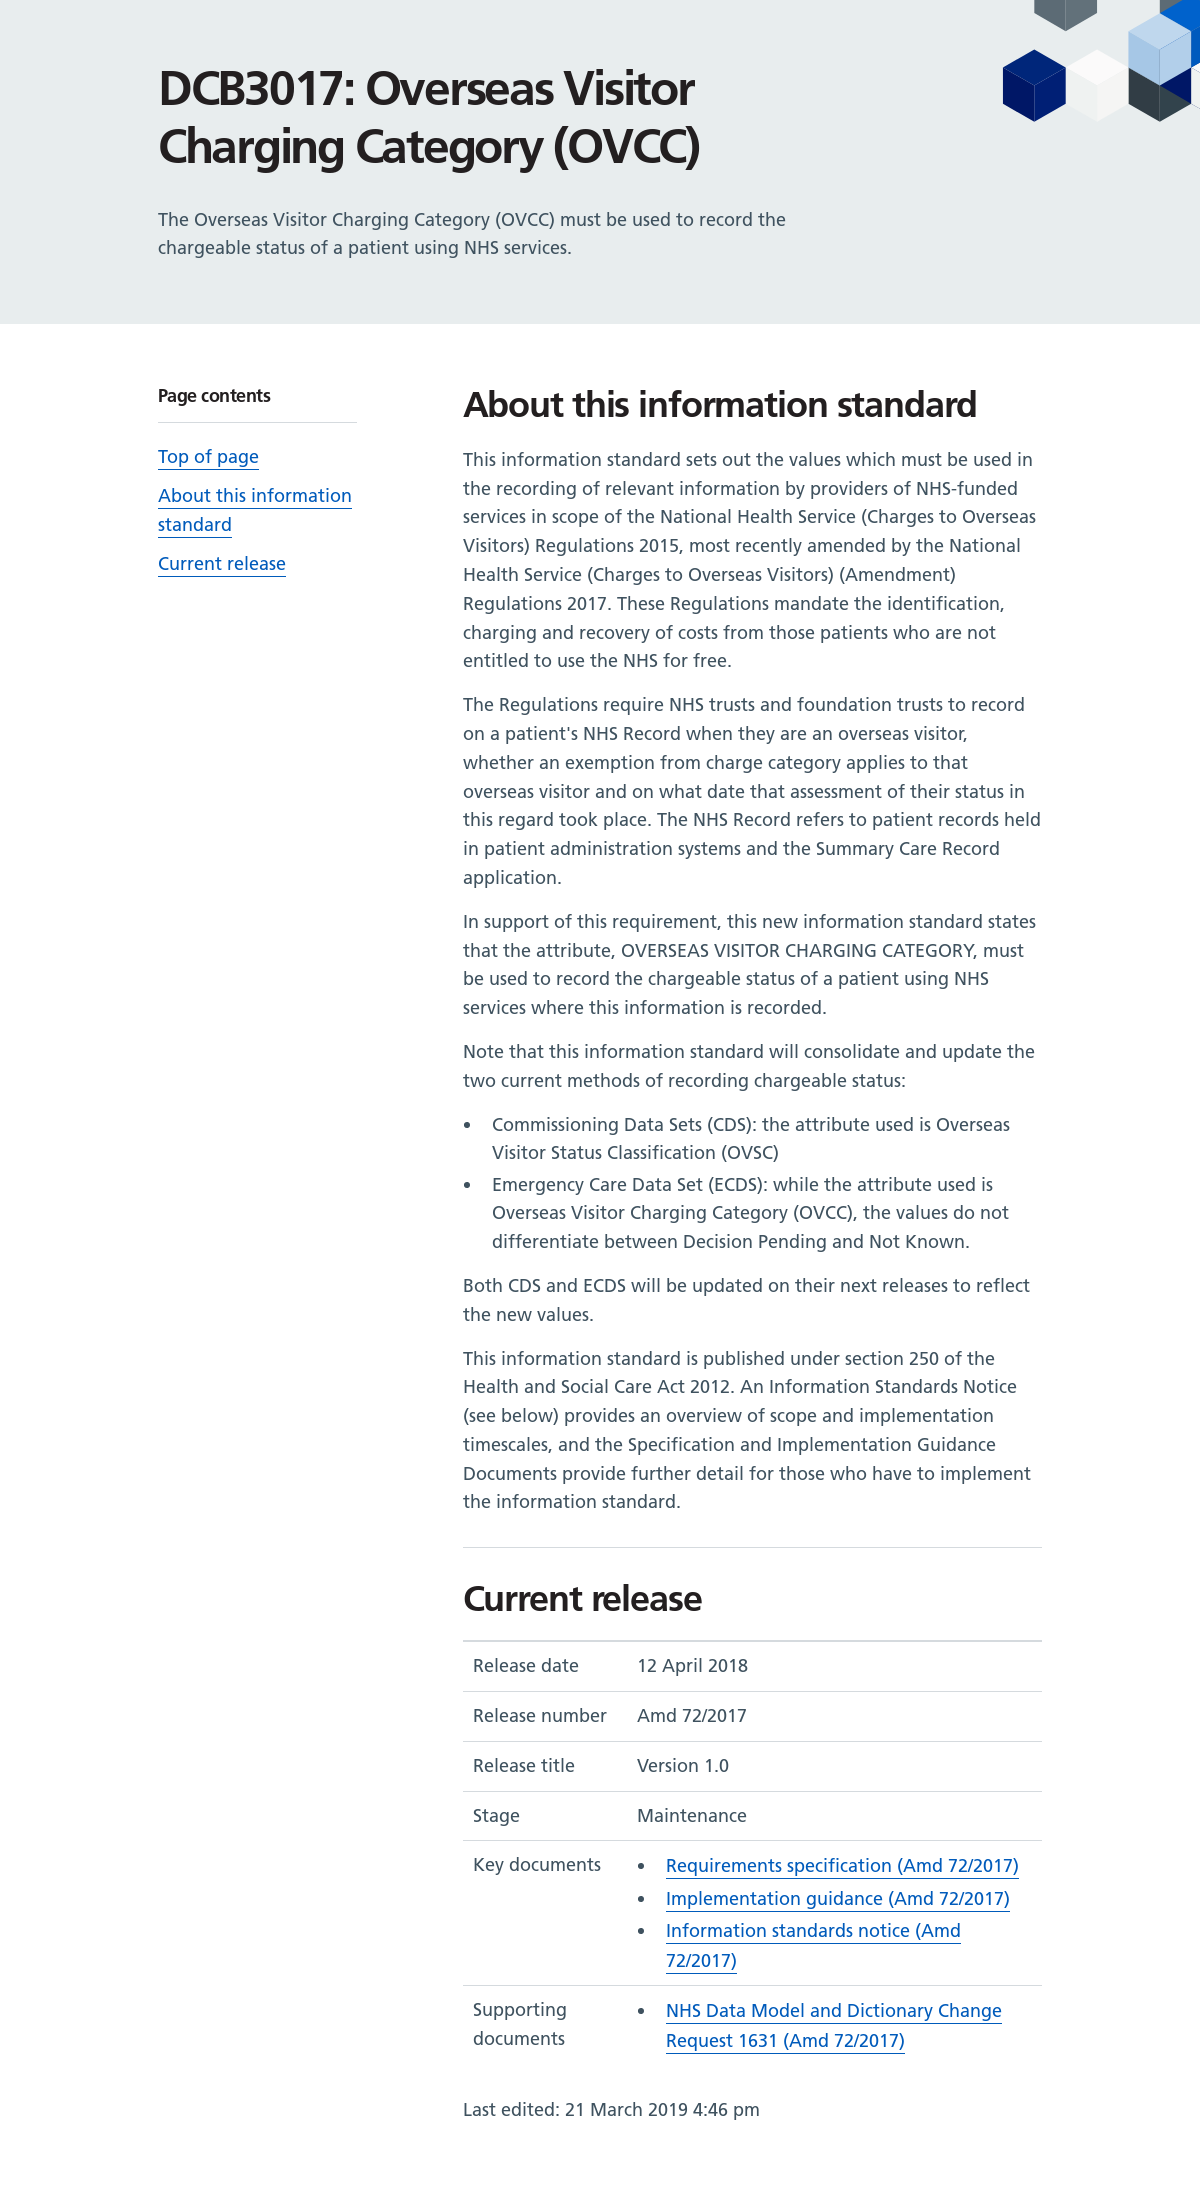 DCB3017: Overseas Visitor
Charging Category (OVCC)
The Overseas Visitor Charging Category (OVCC) must be used to record the
chargeable status of a patient using NHS services.
Page contents
Top of page
About this information
standard
Current release
About this information standard
This information standard sets out the values which must be used in
the recording of relevant information by providers of NHS-funded
services in scope of the National Health Service (Charges to Overseas
Visitors) Regulations 2015, most recently amended by the National
Health Service (Charges to Overseas Visitors) (Amendment)
Regulations 2017. These Regulations mandate the identification,
charging and recovery of costs from those patients who are not
entitled to use the NHS for free.
The Regulations require NHS trusts and foundation trusts to record
on a patient's NHS Record when they are an overseas visitor,
whether an exemption from charge category applies to that
overseas visitor and on what date that assessment of their status in
this regard took place. The NHS Record refers to patient records held
in patient administration systems and the Summary Care Record
application.
In support of this requirement, this new information standard states
that the attribute, OVERSEAS VISITOR CHARGING CATEGORY, must
be used to record the chargeable status of a patient using NHS
services where this information is recorded.
Note that this information standard will consolidate and update the
two current methods of recording chargeable status:
• Commissioning Data Sets (CDS): the attribute used is Overseas
Visitor Status Classification (OVSC)
• Emergency Care Data Set (ECDS): while the attribute used is
Overseas Visitor Charging Category (OVCC), the values do not
differentiate between Decision Pending and Not Known.
Both CDS and ECDS will be updated on their next releases to reflect
the new values.
This information standard is published under section 250 of the
Health and Social Care Act 2012. An Information Standards Notice
(see below) provides an overview of scope and implementation
timescales, and the Specification and Implementation Guidance
Documents provide further detail for those who have to implement
the information standard.
Current release
Release date 12 April 2018
Release number Amd 72/2017
Release title Version 1.0
Stage Maintenance
Key documents • Requirements specification (Amd 72/2017)
• Implementation guidance (Amd 72/2017)
• Information standards notice (Amd
72/2017)
Supporting • NHS Data Model and Dictionary Change
documents Request 1631 (Amd 72/2017)
Last edited: 21 March 2019 4:46 pm